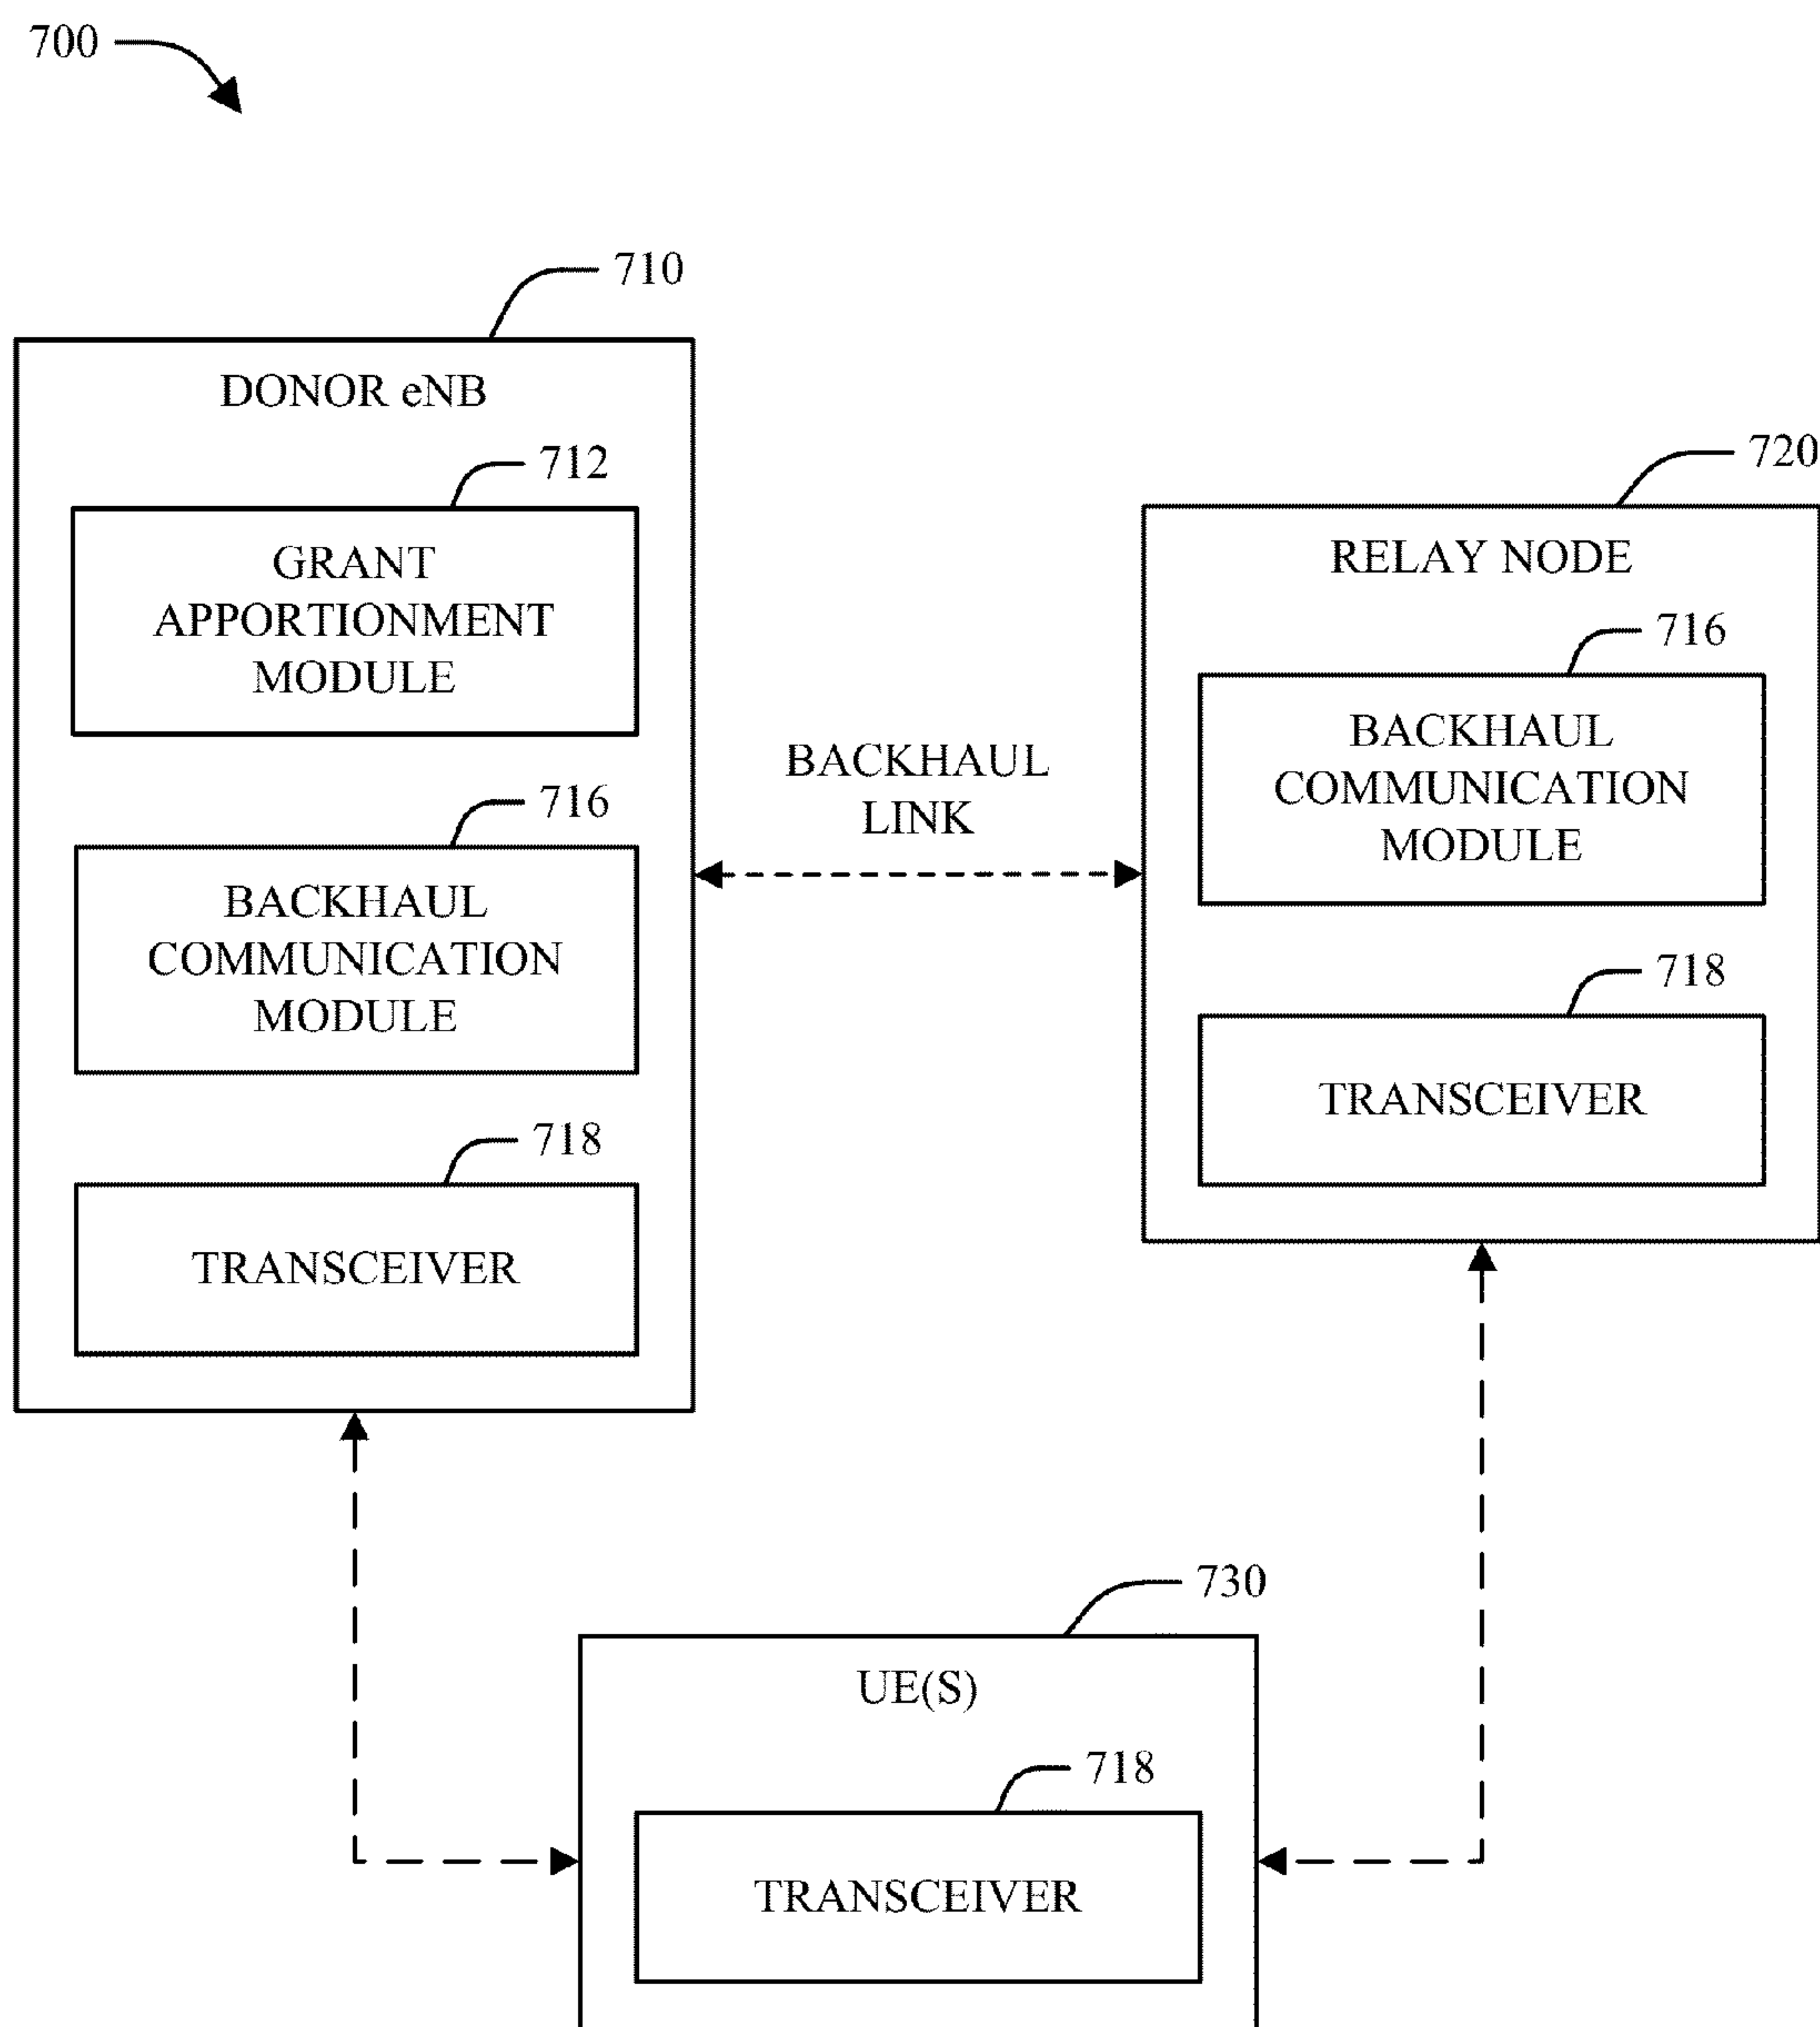 700
710
DONOR eNB
712
GRANT
APPORTIONMENT
MODULE
716
BACKHAUL
COMMUNICATION
MODULE
718
TRANSCEIVER
BACKHAUL
LINK
720
RELAY NODE
716
BACKHAUL
COMMUNICATION
MODULE
718
TRANSCEIVER
730
UE(S)
718
TRANSCEIVER